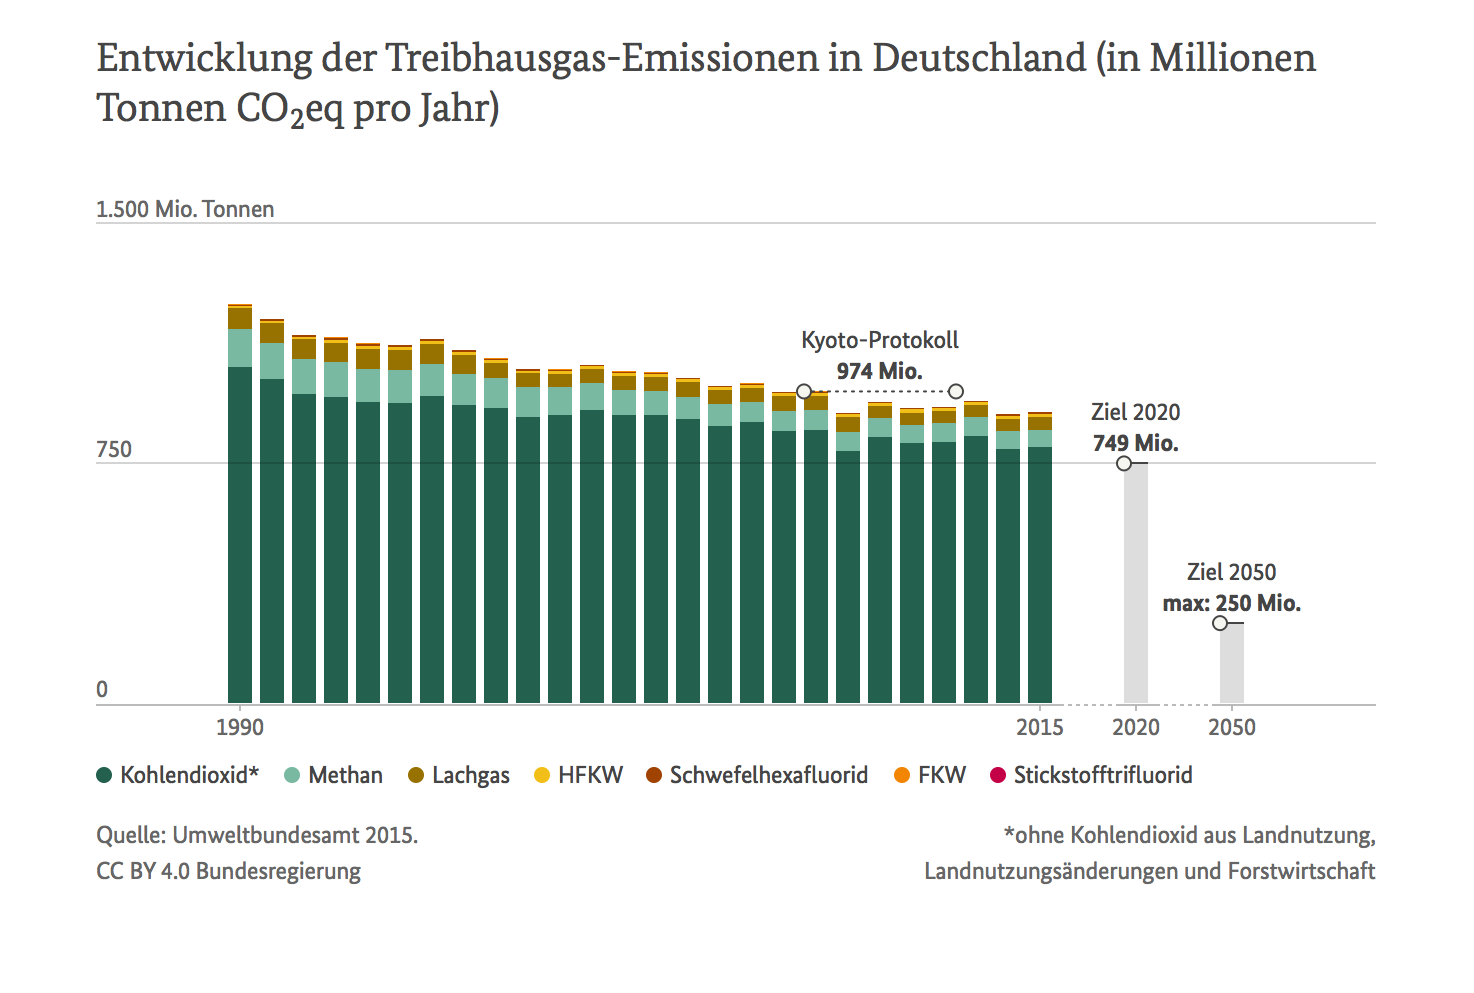 Entwicklung der Treibhausgas-Emissionen in Deutschland (in Millionen
Tonnen CO₂eq pro Jahr)
1.500 Mio. Tonnen
Kyoto-Protokoll
974 Mio.
Ziel 2020
749 Mio.
750
Ziel 2050
max: 250 Mio.
0
1990 2015 2020 2050
Kohlendioxid* Methan Lachgas HFKW Schwefelhexafluorid FKW Stickstofftrifluorid
Quelle: Umweltbundesamt 2015.
CC BY 4.0 Bundesregierung
*ohne Kohlendioxid aus Landnutzung,
Landnutzungsänderungen und Forstwirtschaft